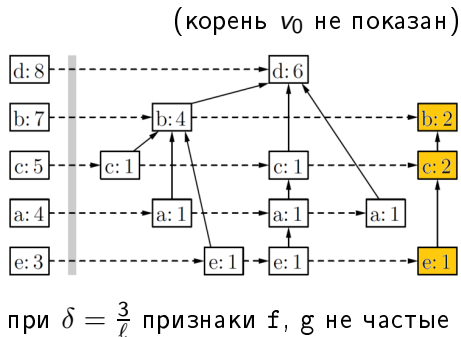 (корень v₀ не показан)
d: 8 d: 6
b: 7 b: 4 b: 2
c: 5 c: 1 c: 1 c: 2
a: 4 a: 1 a: 1 a: 1
e: 3 e: 1 e: 1 e: 1
при δ = 3/ℓ признаки f, g не частые